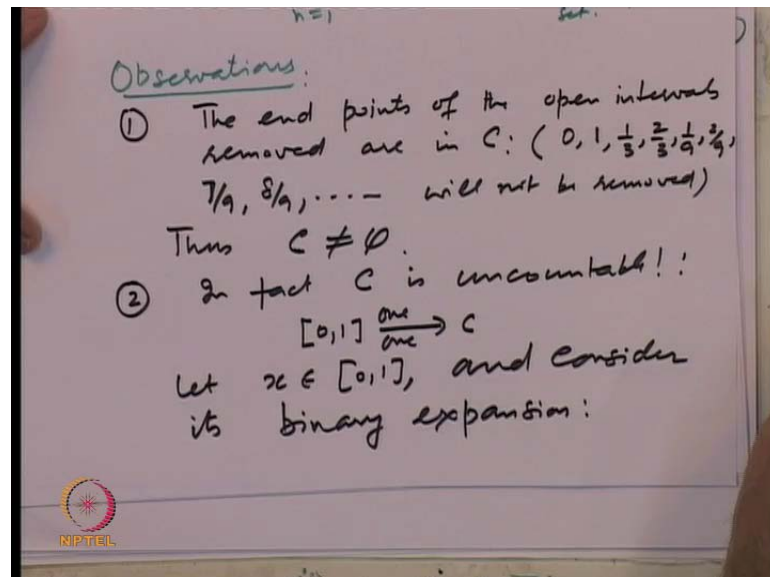 n=1 set.
Observations:
① The end points of the open intervals
removed are in C: ( 0, 1, 1/3, 2/3, 1/9, 2/9,
7/9, 8/9, .... will not be removed)
Thus C ≠ φ.
② In fact C is uncountable!:
[0,1] one/one → C
Let x ∈ [0,1], and consider
its binary expansion:
NPTEL